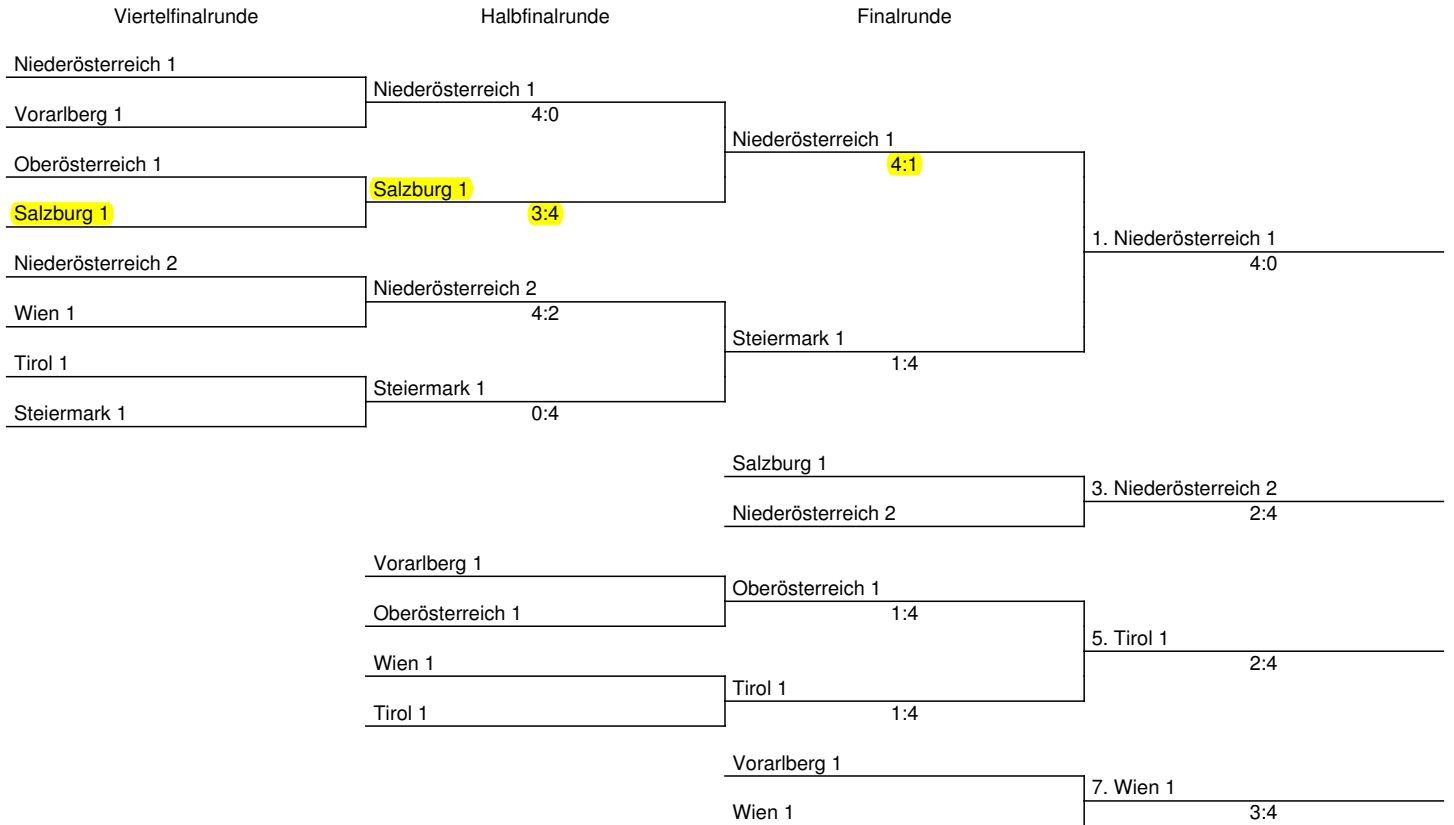 Viertelfinalrunde Halbfinalrunde Finalrunde
Niederösterreich 1
Niederösterreich 1
Vorarlberg 1
4:0
Niederösterreich 1
Oberösterreich 1
4:1
Salzburg 1
Salzburg 1
3:4
1. Niederösterreich 1
Niederösterreich 2
4:0
Niederösterreich 2
Wien 1
4:2
Steiermark 1
Tirol 1
1:4
Steiermark 1
Steiermark 1
0:4
Salzburg 1
3. Niederösterreich 2
Niederösterreich 2
2:4
Vorarlberg 1
Oberösterreich 1
Oberösterreich 1
1:4
5. Tirol 1
Wien 1
2:4
Tirol 1
Tirol 1
1:4
Vorarlberg 1
7. Wien 1
Wien 1
3:4